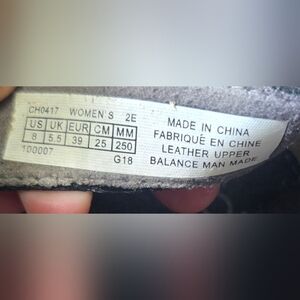 CH0417 WOMEN'S 2E
US UK EUR CM MM
8 5.5 39 25 250
100007 G18
MADE IN CHINA
FABRIQUÉ EN CHINE
LEATHER UPPER
BALANCE MAN MADE